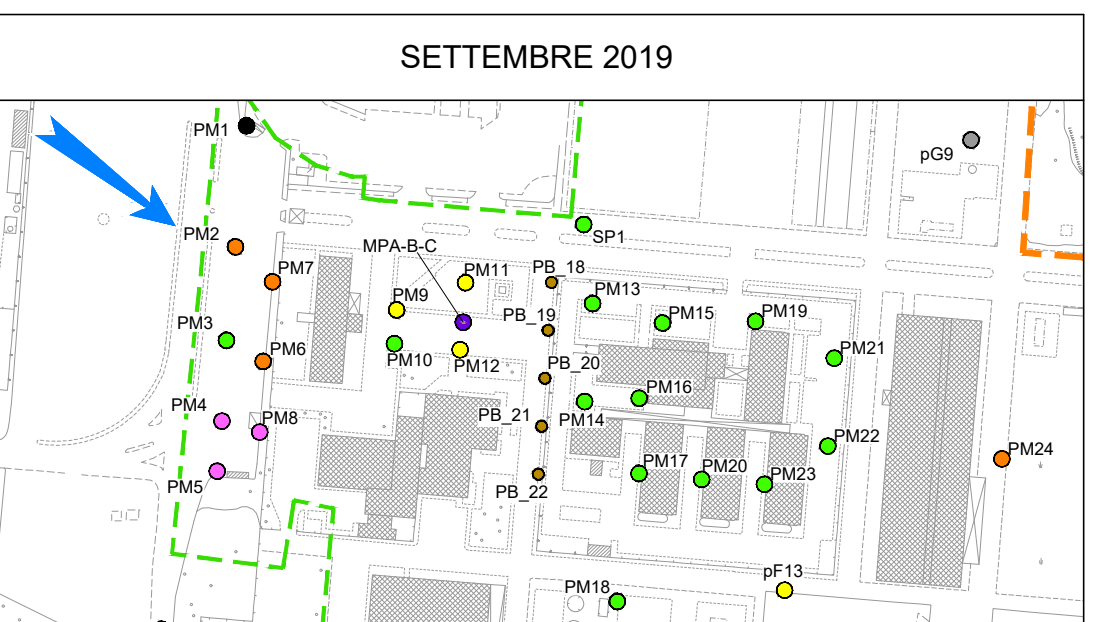 SETTEMBRE 2019
PM1
pG9
PM2
SP1
MPA-B-C
PM7
PM11
PB_18
PM9
PM13
PB_19
PM15
PM19
PM3
PM6
PM10
PM12
PB_20
PM21
PM16
PM4
PM8
PB_21
PM14
PM22
PM24
PM5
PM17
PM20
PM23
PB_22
pF13
PM18